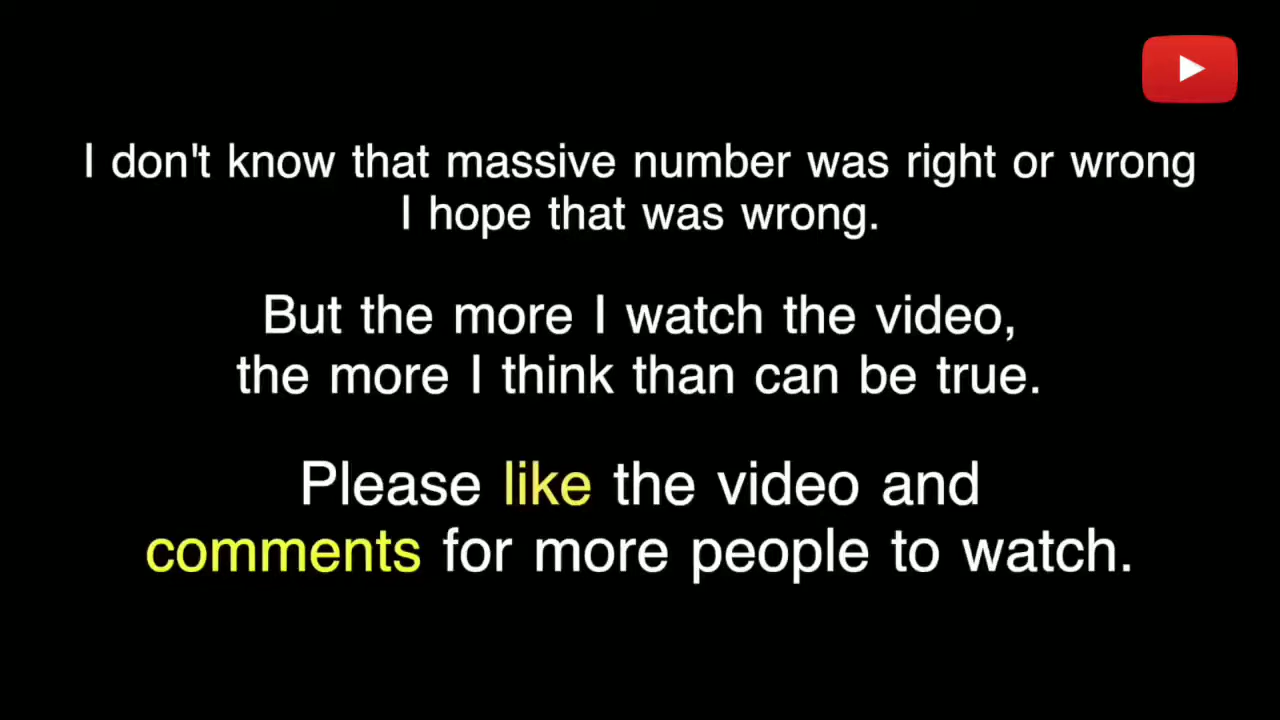 I don't know that massive number was right or wrong
I hope that was wrong.
But the more I watch the video,
the more I think than can be true.
Please like the video and
comments for more people to watch.